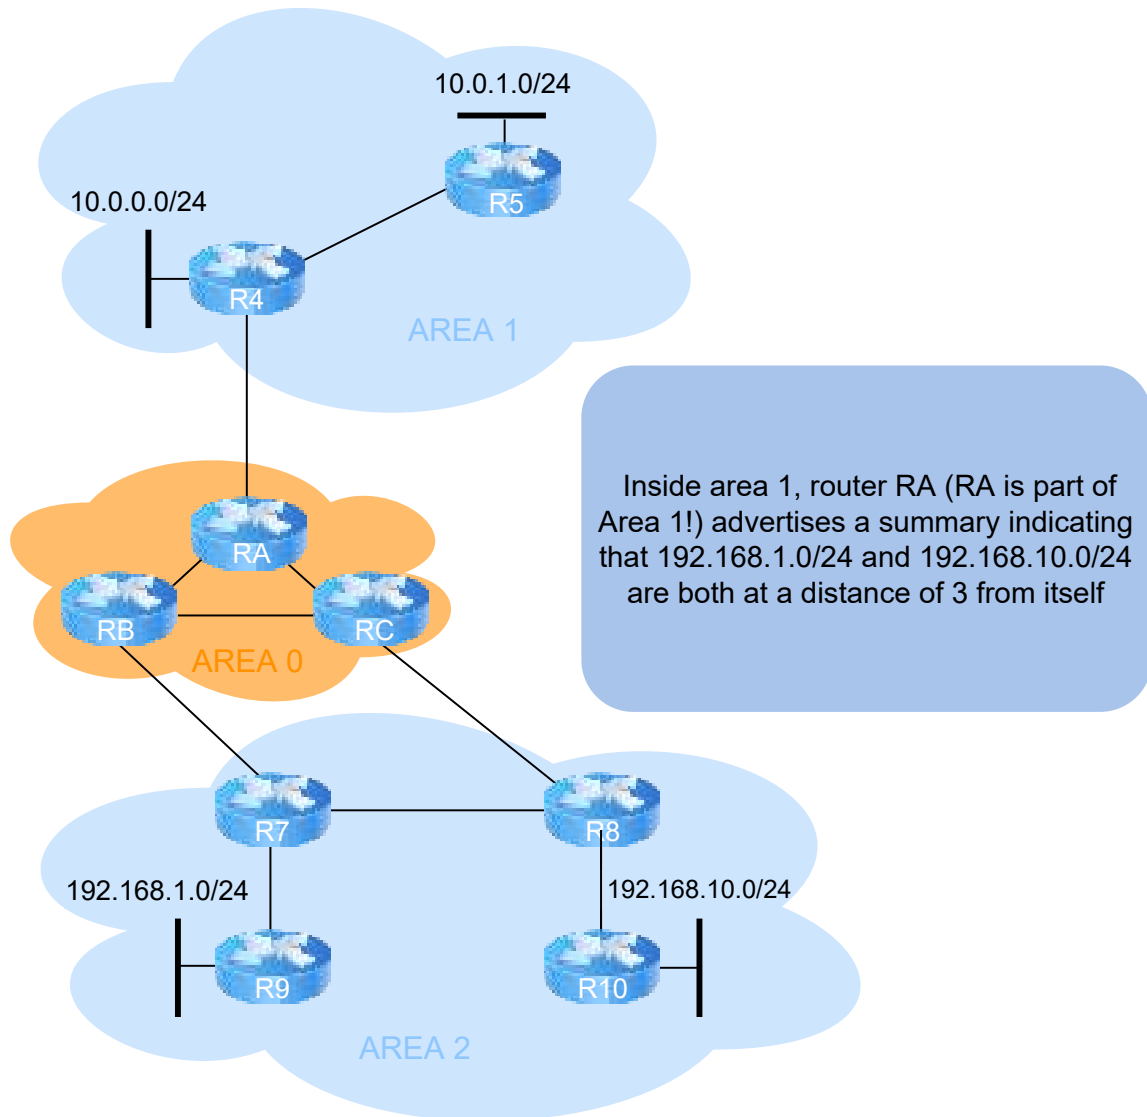 10.0.1.0/24
R5
10.0.0.0/24
R4
AREA 1
Inside area 1, router RA (RA is part of
Area 1!) advertises a summary indicating
that 192.168.1.0/24 and 192.168.10.0/24
are both at a distance of 3 from itself
RA
RB
RC
AREA 0
R7
R8
192.168.1.0/24
192.168.10.0/24
R9
R10
AREA 2